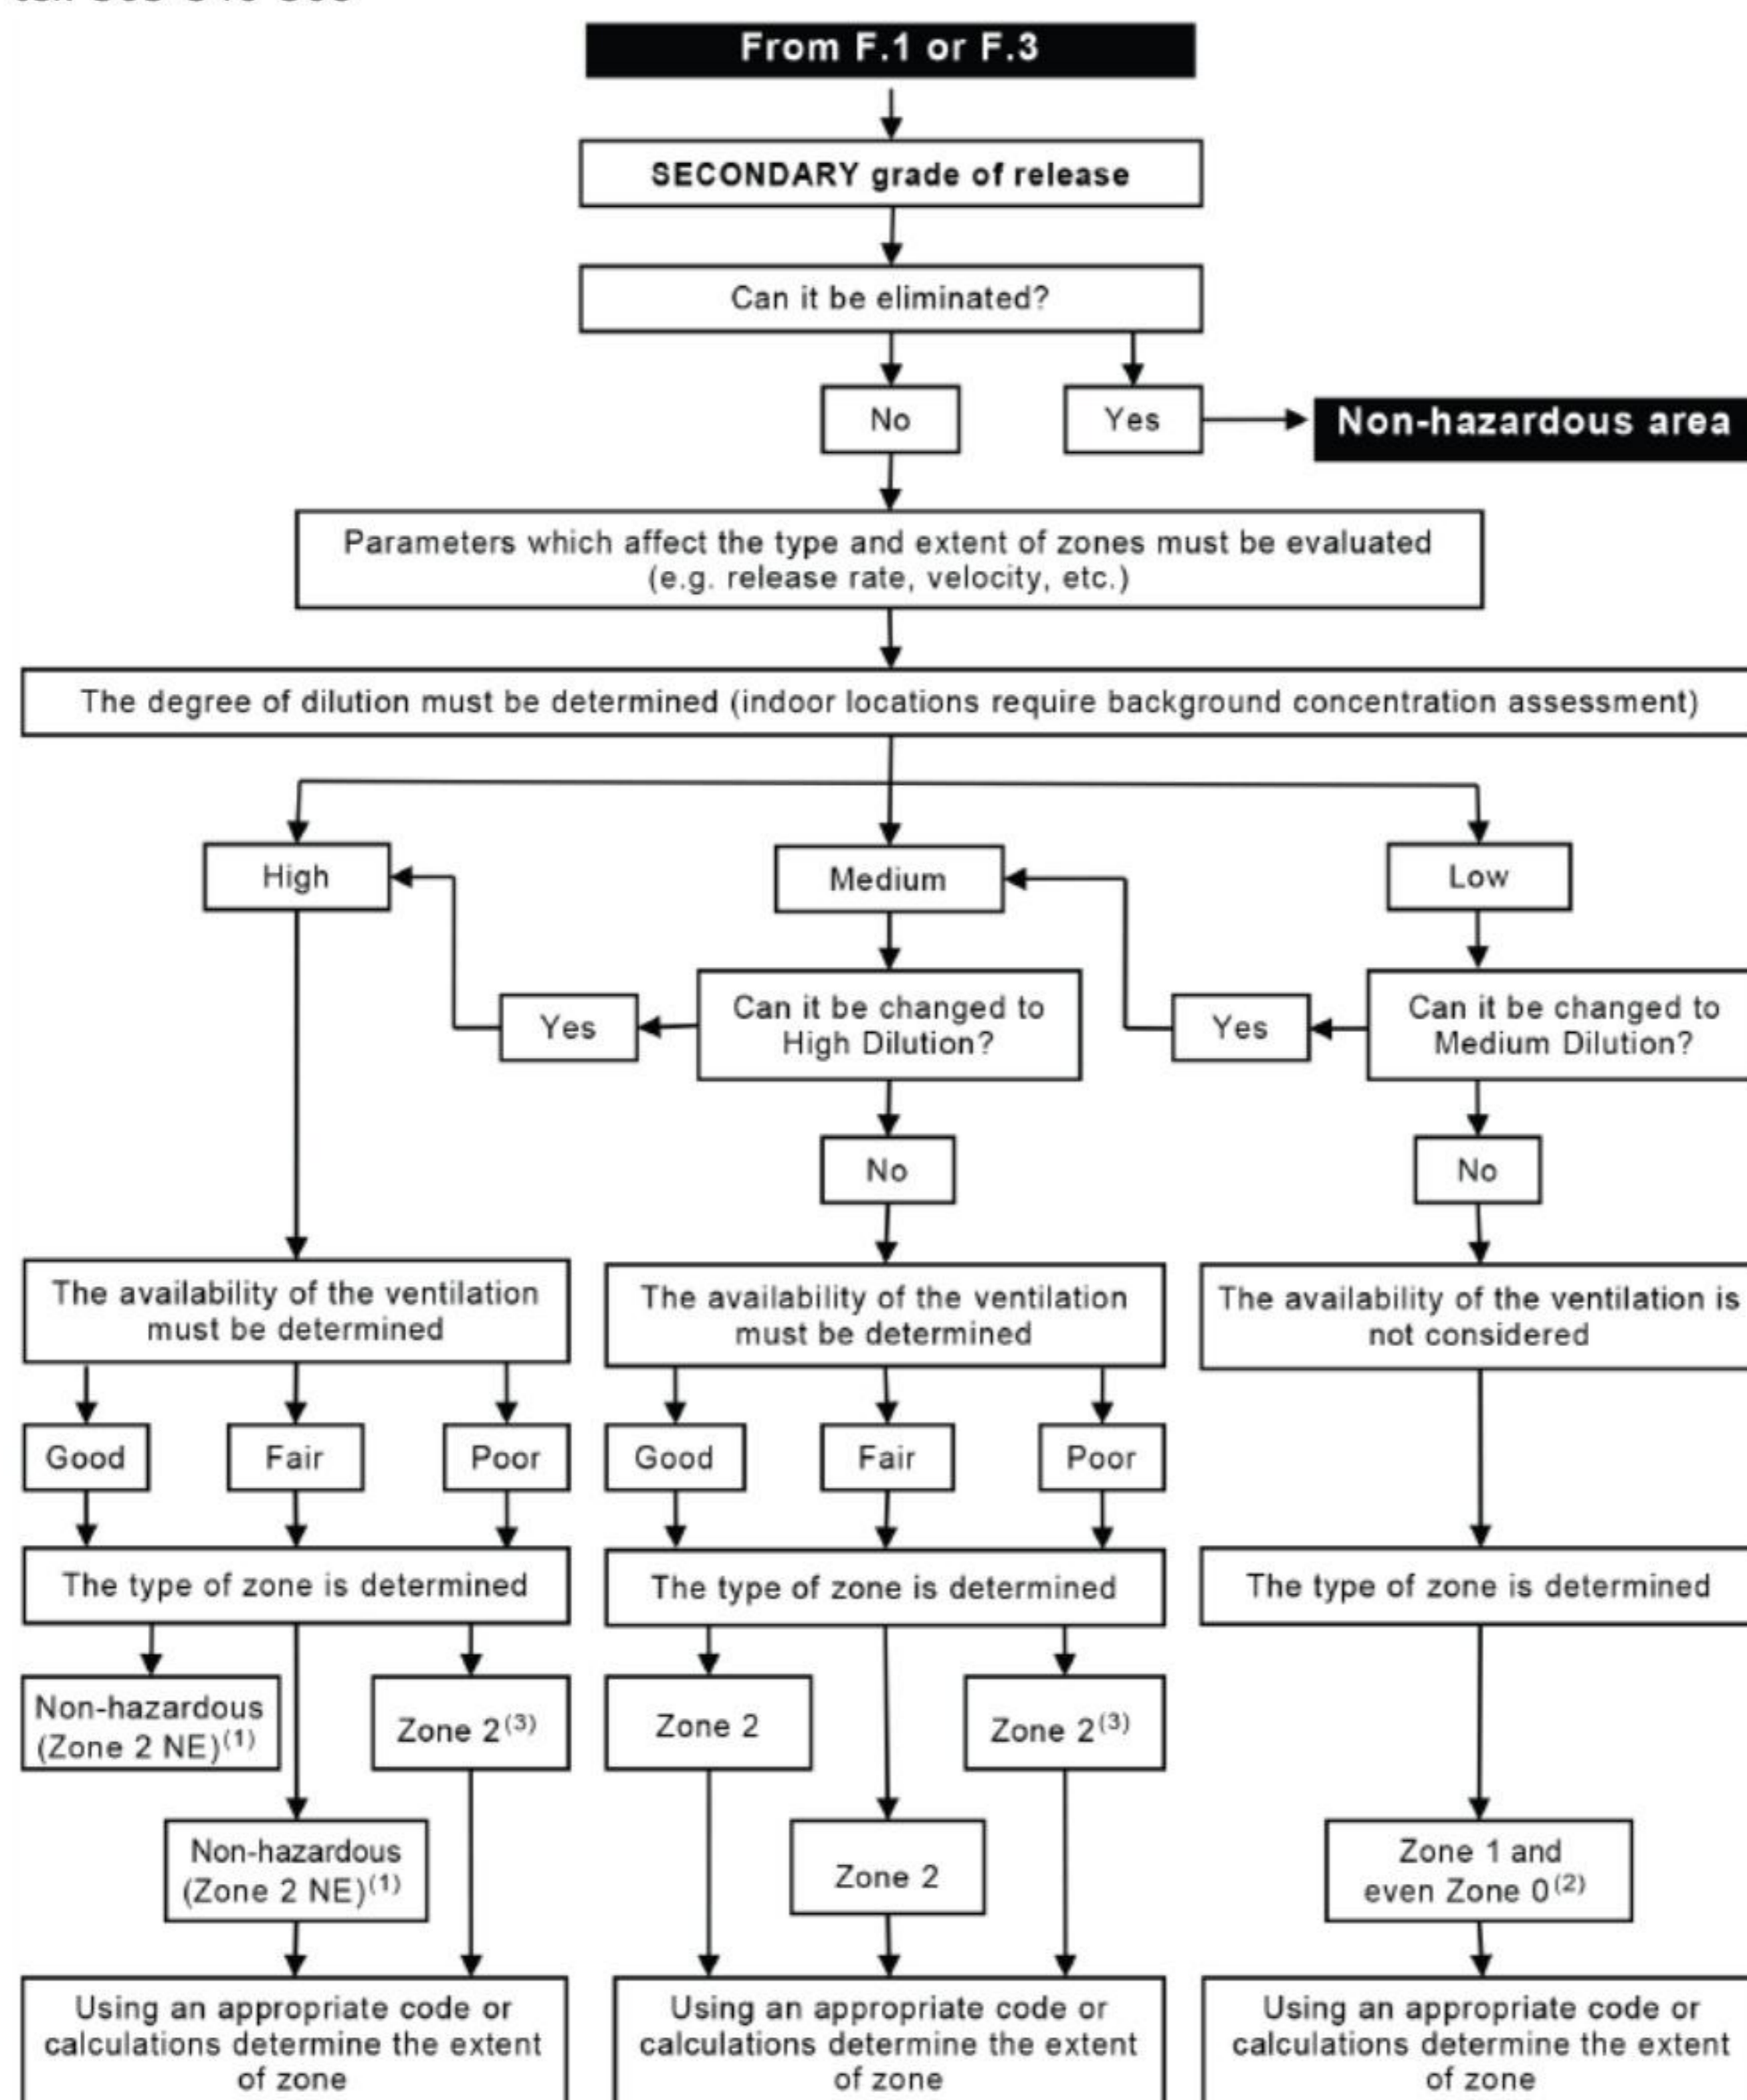 From F.1 or F.3
SECONDARY grade of release
Can it be eliminated?
No
Yes
Non-hazardous area
Parameters which affect the type and extent of zones must be evaluated
(e.g. release rate, velocity, etc.)
The degree of dilution must be determined (indoor locations require background concentration assessment)
High
Medium
Low
Yes
Can it be changed to
High Dilution?
Yes
Can it be changed to
Medium Dilution?
No
No
The availability of the ventilation
must be determined
The availability of the ventilation
must be determined
The availability of the ventilation is
not considered
Good
Fair
Poor
Good
Fair
Poor
The type of zone is determined
The type of zone is determined
The type of zone is determined
Non-hazardous
(Zone 2 NE)(1)
Zone 2(3)
Zone 2
Zone 2(3)
Non-hazardous
(Zone 2 NE)(1)
Zone 2
Zone 1 and
even Zone 0(2)
Using an appropriate code or
calculations determine the extent
of zone
Using an appropriate code or
calculations determine the extent
of zone
Using an appropriate code or
calculations determine the extent
of zone